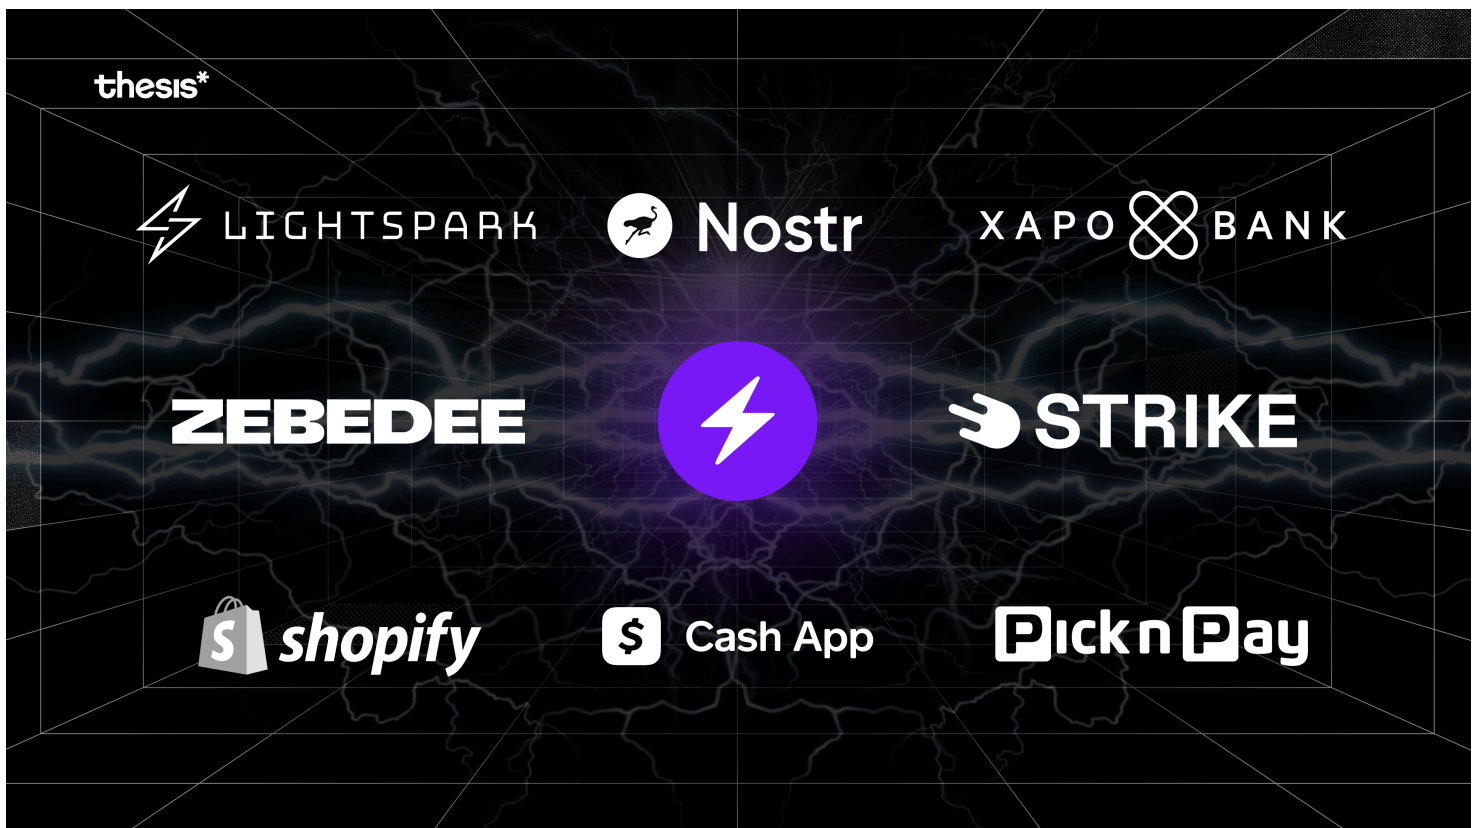 thesis*
LIGHTSPARK
Nostr
XAPO BANK
ZEBEDEE
STRIKE
S shopify
$ Cash App
Pick n Pay